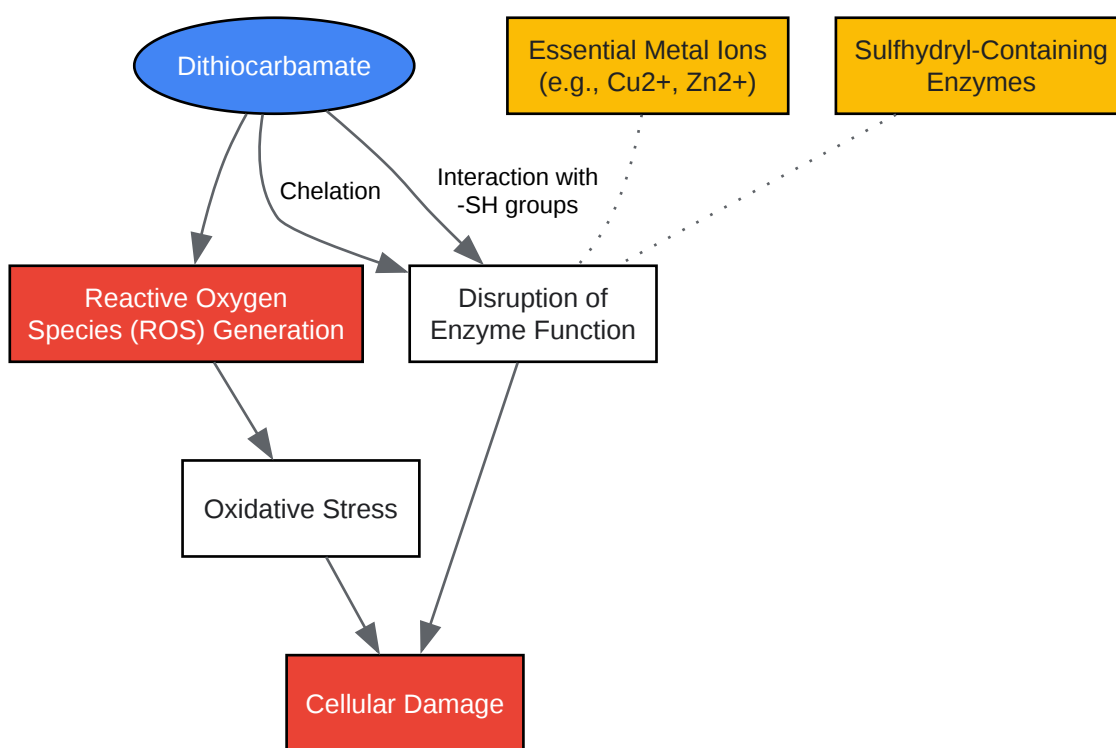 Dithiocarbamate
Essential Metal Ions
(e.g., Cu2+, Zn2+)
Sulfhydryl-Containing
Enzymes
Chelation
Interaction with
-SH groups
Reactive Oxygen
Species (ROS) Generation
Disruption of
Enzyme Function
Oxidative Stress
Cellular Damage